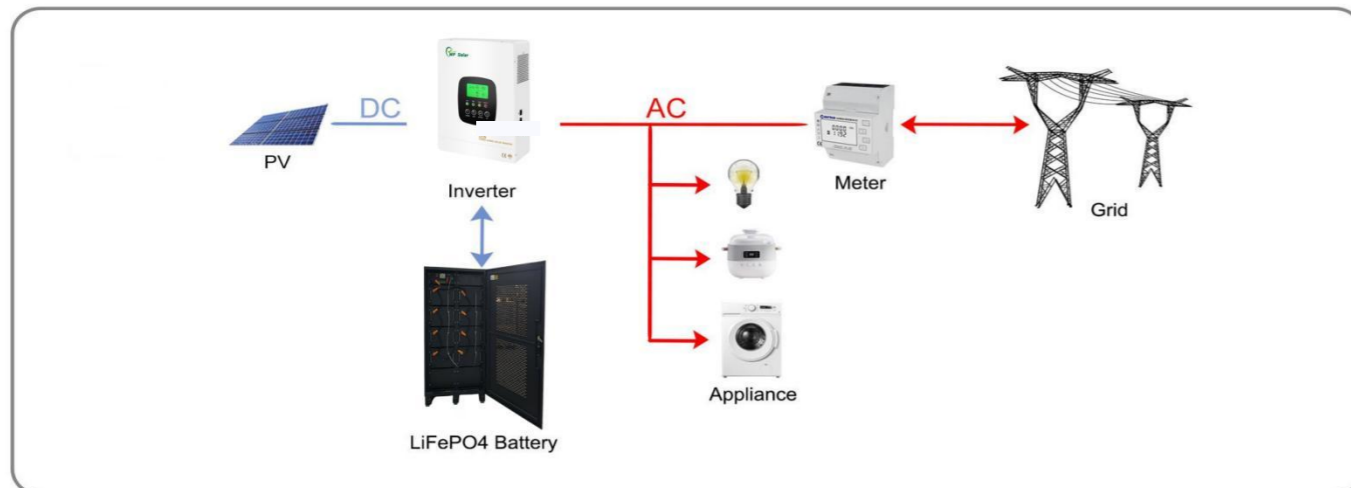 DC
AC
PV
Inverter
Meter
Grid
Appliance
LiFePO4 Battery